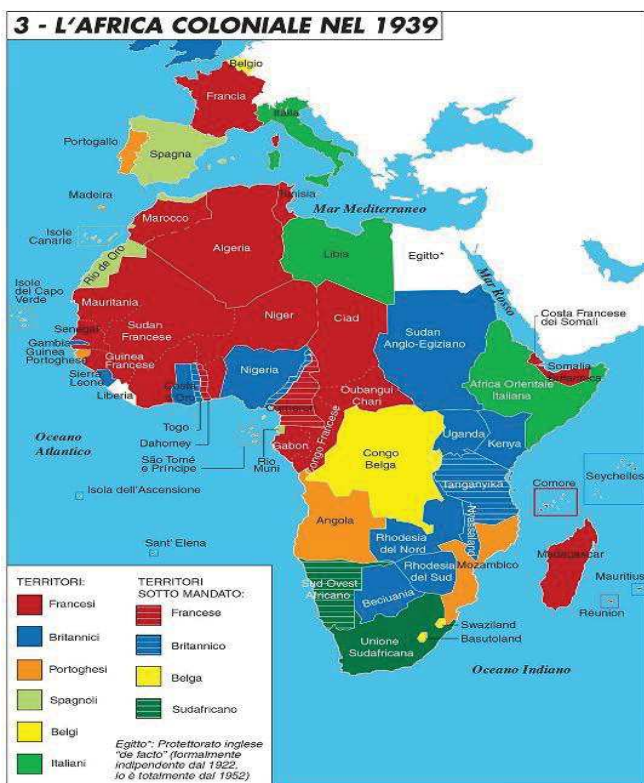 3 - L'AFRICA COLONIALE NEL 1939
Belgio
Francia
Italia
Portogallo
Spagna
Tunisia
Madeira
Mar Mediterraneo
Marocco
Isole
Canarie
Algeria
Libia
Egitto*
Rio de Oro
Mar Rosso
Isole
del Capo
Verde
Mauritania
Costa Francese
dei Somali
Sudan
Francese
Niger
Ciad
Sudan
Anglo-Egiziano
Senegal
Gambia
Guinea
Portoghese
Guinea
Francese
Somalia
Britannica
Sierra
Leone
Costa
d'Oro
Nigeria
Africa Orientale
Italiana
Liberia
Oubangui
Chari
Camerun
Togo
Uganda
Kenya
Oceano
Atlantico
Dahomey
Gabon
Congo Francese
Congo
Belga
São Tomé
e Príncipe
Rio
Muni
Seychelles
Tanganyika
Comore
Isola dell'Ascensione
Angola
Nyassaland
Sant' Elena
Rhodesia
del Nord
Madagascar
Rhodesia
del Sud
Mozambico
Mauritius
Sud Ovest
Africano
Beciuania
Réunion
Swaziland
Basutoland
Unione
Sudafricana
Oceano Indiano
TERRITORI:
Francesi
Britannici
Portoghesi
Spagnoli
Belgi
Italiani
TERRITORI
SOTTO MANDATO:
Francese
Britannico
Belga
Sudafricano
Egitto*: Protettorato inglese
"de facto" (formalmente
indipendente dal 1922,
lo è totalmente dal 1952)